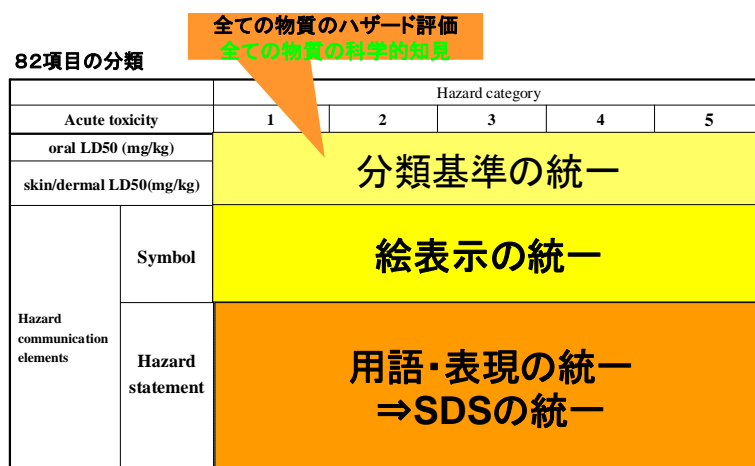 全ての物質のハザード評価
全ての物質の科学的知見
82項目の分類
Hazard category
Acute toxicity 1 2 3 4 5
oral LD50 (mg/kg)
skin/dermal LD50(mg/kg)
分類基準の統一
Hazard
communication
elements
Symbol
絵表示の統一
Hazard
statement
用語・表現の統一
⇒SDSの統一